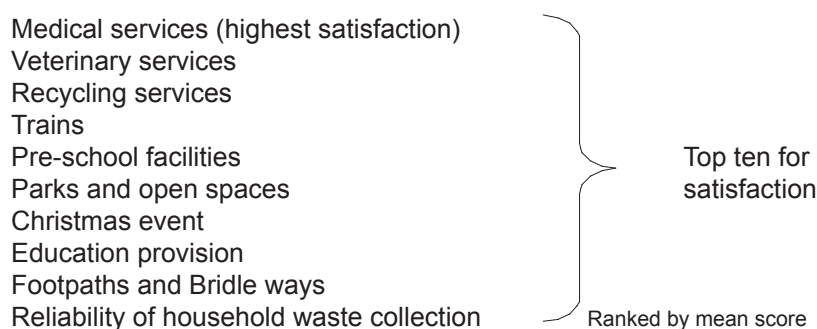 Medical services (highest satisfaction)
Veterinary services
Recycling services
Trains
Pre-school facilities
Parks and open spaces
Christmas event
Education provision
Footpaths and Bridle ways
Reliability of household waste collection
Top ten for
satisfaction
Ranked by mean score